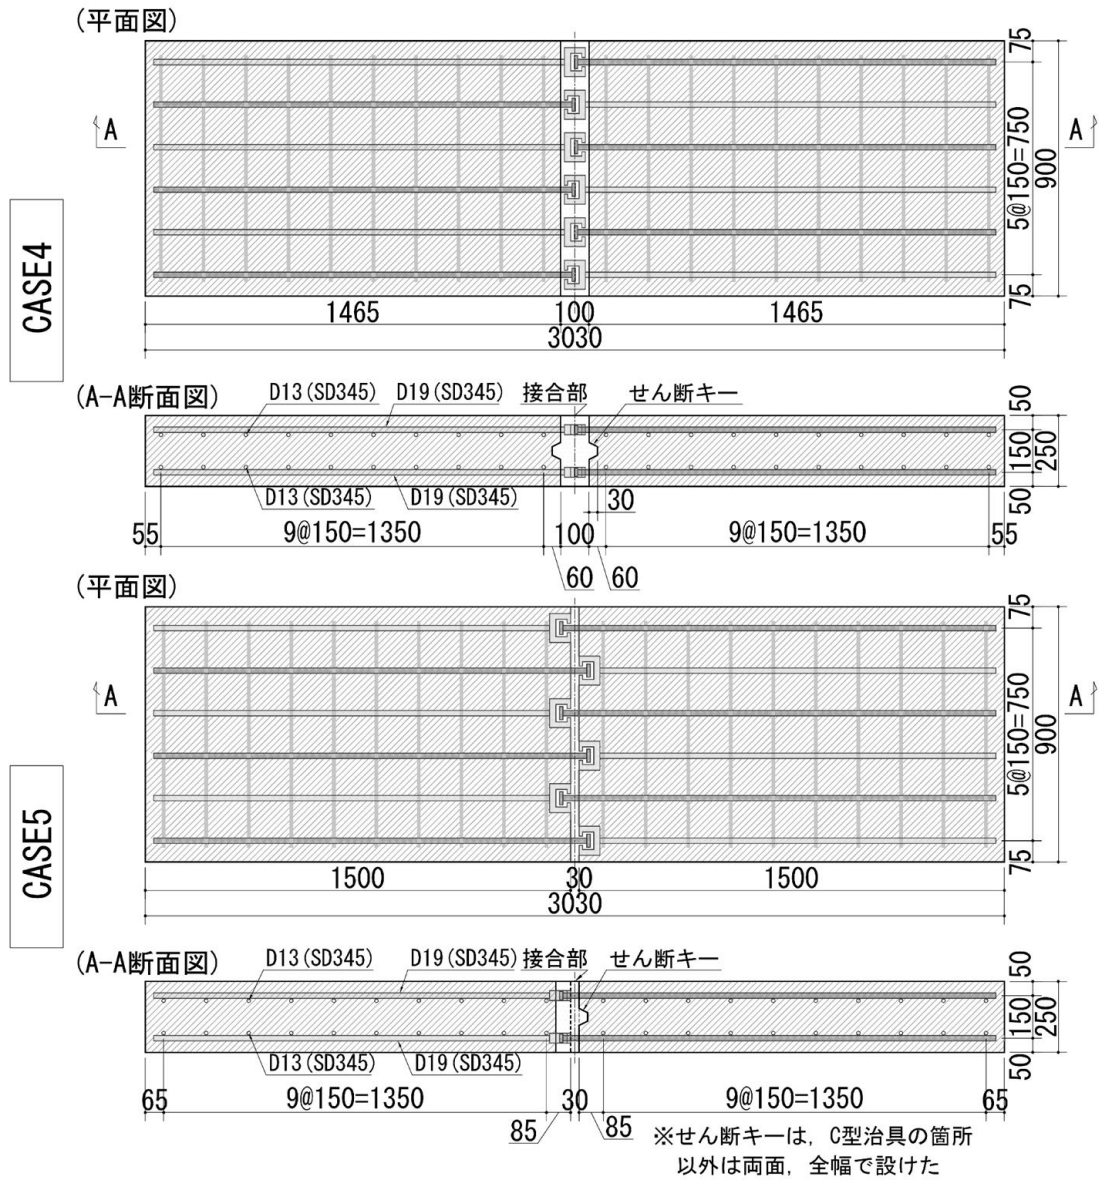 (平面図)
A
A
75
5@150=750
900
75
CASE4
1465
100
1465
3030
(A-A断面図)
D13(SD345)
D19(SD345)
接合部
せん断キー
50
150
250
50
D13(SD345)
D19(SD345)
30
55
9@150=1350
100
9@150=1350
55
60
60
(平面図)
A
A
75
5@150=750
900
75
CASE5
1500
30
1500
3030
(A-A断面図)
D13(SD345)
D19(SD345)
接合部
せん断キー
50
150
250
50
D13(SD345)
D19(SD345)
65
9@150=1350
30
9@150=1350
65
85
85
※せん断キーは，C型治具の箇所
以外は両面，全幅で設けた